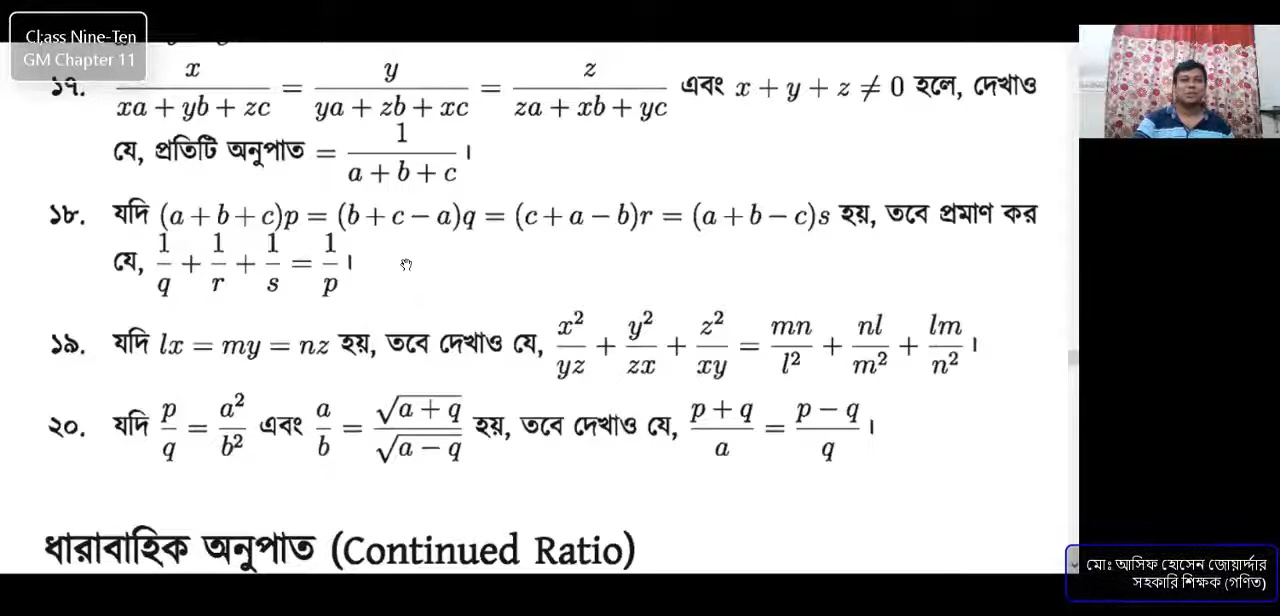 Cl;ass Nine-Ten
GM Chapter 11
১৭. x/(xa + yb + zc) = y/(ya + zb + xc) = z/(za + xb + yc) এবং x + y + z ≠ 0 হলে, দেখাও
যে, প্রতিটি অনুপাত = 1/(a + b + c)।
১৮. যদি (a + b + c)p = (b + c − a)q = (c + a − b)r = (a + b − c)s হয়, তবে প্রমাণ কর
যে, 1/q + 1/r + 1/s = 1/p।
১৯. যদি lx = my = nz হয়, তবে দেখাও যে, x²/yz + y²/zx + z²/xy = mn/l² + nl/m² + lm/n²।
২০. যদি p/q = a²/b² এবং a/b = √(a + q)/√(a − q) হয়, তবে দেখাও যে, (p + q)/a = (p − q)/q।
ধারাবাহিক অনুপাত (Continued Ratio)
মোঃ আসিফ হোসেন জোয়ার্দ্দার
সহকারি শিক্ষক (গণিত)